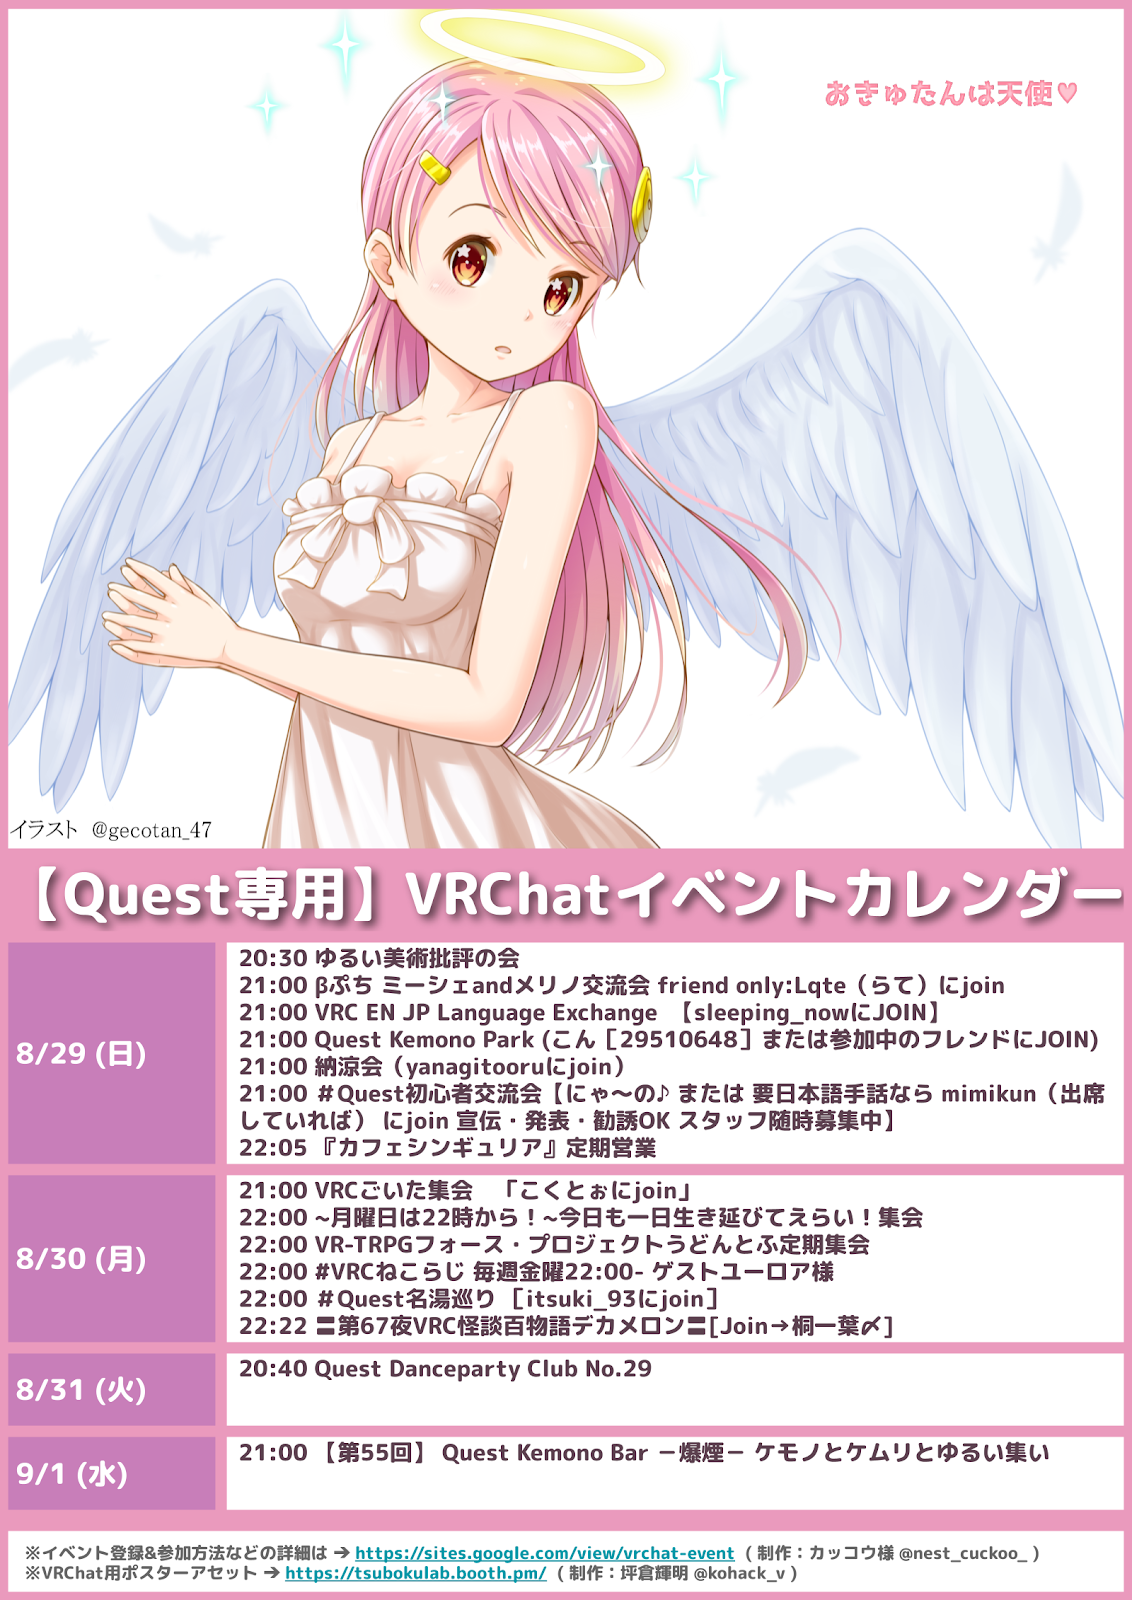 おきゅたんは天使♥
イラスト @gecotan_47
【Quest専用】VRChatイベントカレンダー
8/29 (日)
20:30 ゆるい美術批評の会
21:00 βぷち ミーシェandメリノ交流会 friend only:Lqte（らて）にjoin
21:00 VRC EN JP Language Exchange 【sleeping_nowにJOIN】
21:00 Quest Kemono Park (こん［29510648］または参加中のフレンドにJOIN)
21:00 納涼会（yanagitooruにjoin）
21:00 ＃Quest初心者交流会【にゃ～の♪ または 要日本語手話なら mimikun（出席
していれば） にjoin 宣伝・発表・勧誘OK スタッフ随時募集中】
22:05 『カフェシンギュリア』定期営業
8/30 (月)
21:00 VRCごいた集会 「こくとぉにjoin」
22:00 ~月曜日は22時から！~今日も一日生き延びてえらい！集会
22:00 VR-TRPGフォース・プロジェクトうどんとふ定期集会
22:00 #VRCねこらじ 毎週金曜22:00- ゲストユーロア様
22:00 ＃Quest名湯巡り ［itsuki_93にjoin］
22:22 〓第67夜VRC怪談百物語デカメロン〓[Join→桐一葉〆]
8/31 (火)
20:40 Quest Danceparty Club No.29
9/1 (水)
21:00 【第55回】 Quest Kemono Bar －爆煙－ ケモノとケムリとゆるい集い
※イベント登録&参加方法などの詳細は → https://sites.google.com/view/vrchat-event （ 制作：カッコウ様 @nest_cuckoo_ ）
※VRChat用ポスターアセット → https://tsubokulab.booth.pm/ （ 制作：坪倉輝明 @kohack_v ）